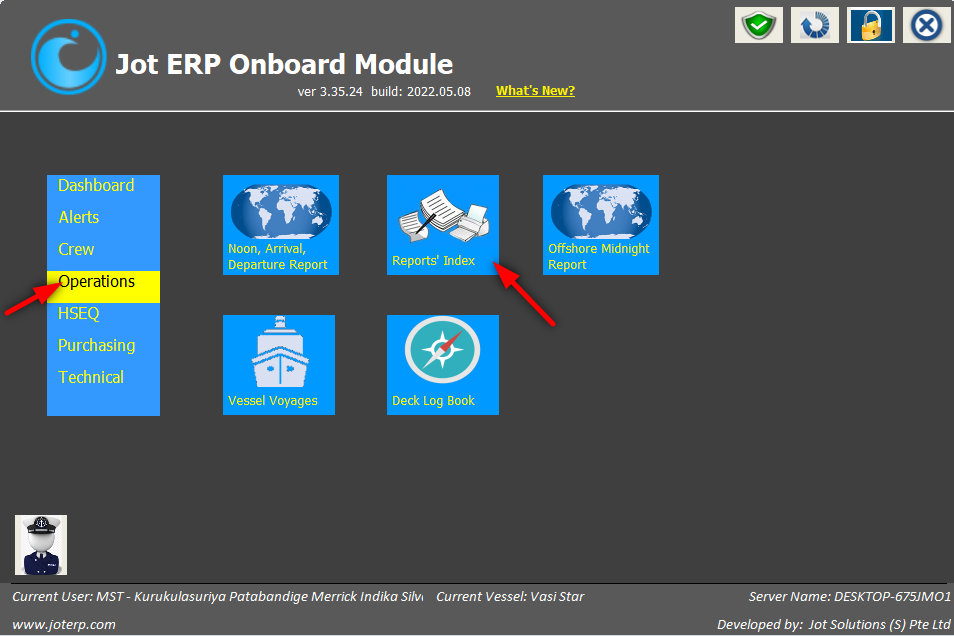 Jot ERP Onboard Module
ver 3.35.24 build: 2022.05.08 What's New?
Dashboard
Alerts
Crew
Operations
HSEQ
Purchasing
Technical
Noon, Arrival,
Departure Report
Reports' Index
Offshore Midnight
Report
Vessel Voyages
Deck Log Book
Current User: MST - Kurukulasuriya Patabandige Merrick Indika Silv Current Vessel: Vasi Star Server Name: DESKTOP-675JMO1
www.joterp.com Developed by: Jot Solutions (S) Pte Ltd